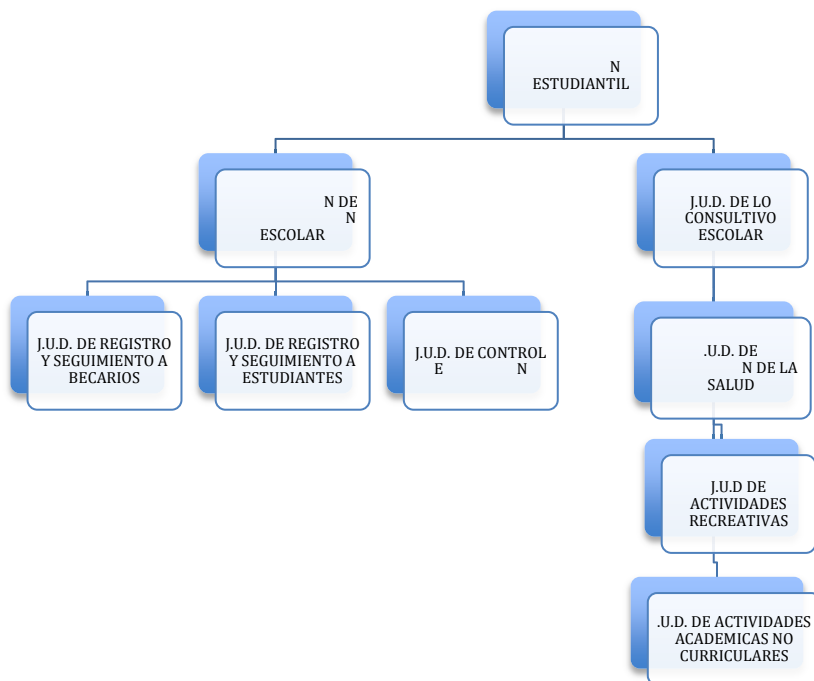 N
ESTUDIANTIL
N DE
N
ESCOLAR
J.U.D. DE LO
CONSULTIVO
ESCOLAR
J.U.D. DE REGISTRO
Y SEGUIMIENTO A
BECARIOS
J.U.D. DE REGISTRO
Y SEGUIMIENTO A
ESTUDIANTES
J.U.D. DE CONTROL
E N
.U.D. DE
N DE LA
SALUD
J.U.D DE
ACTIVIDADES
RECREATIVAS
.U.D. DE ACTIVIDADES
ACADEMICAS NO
CURRICULARES